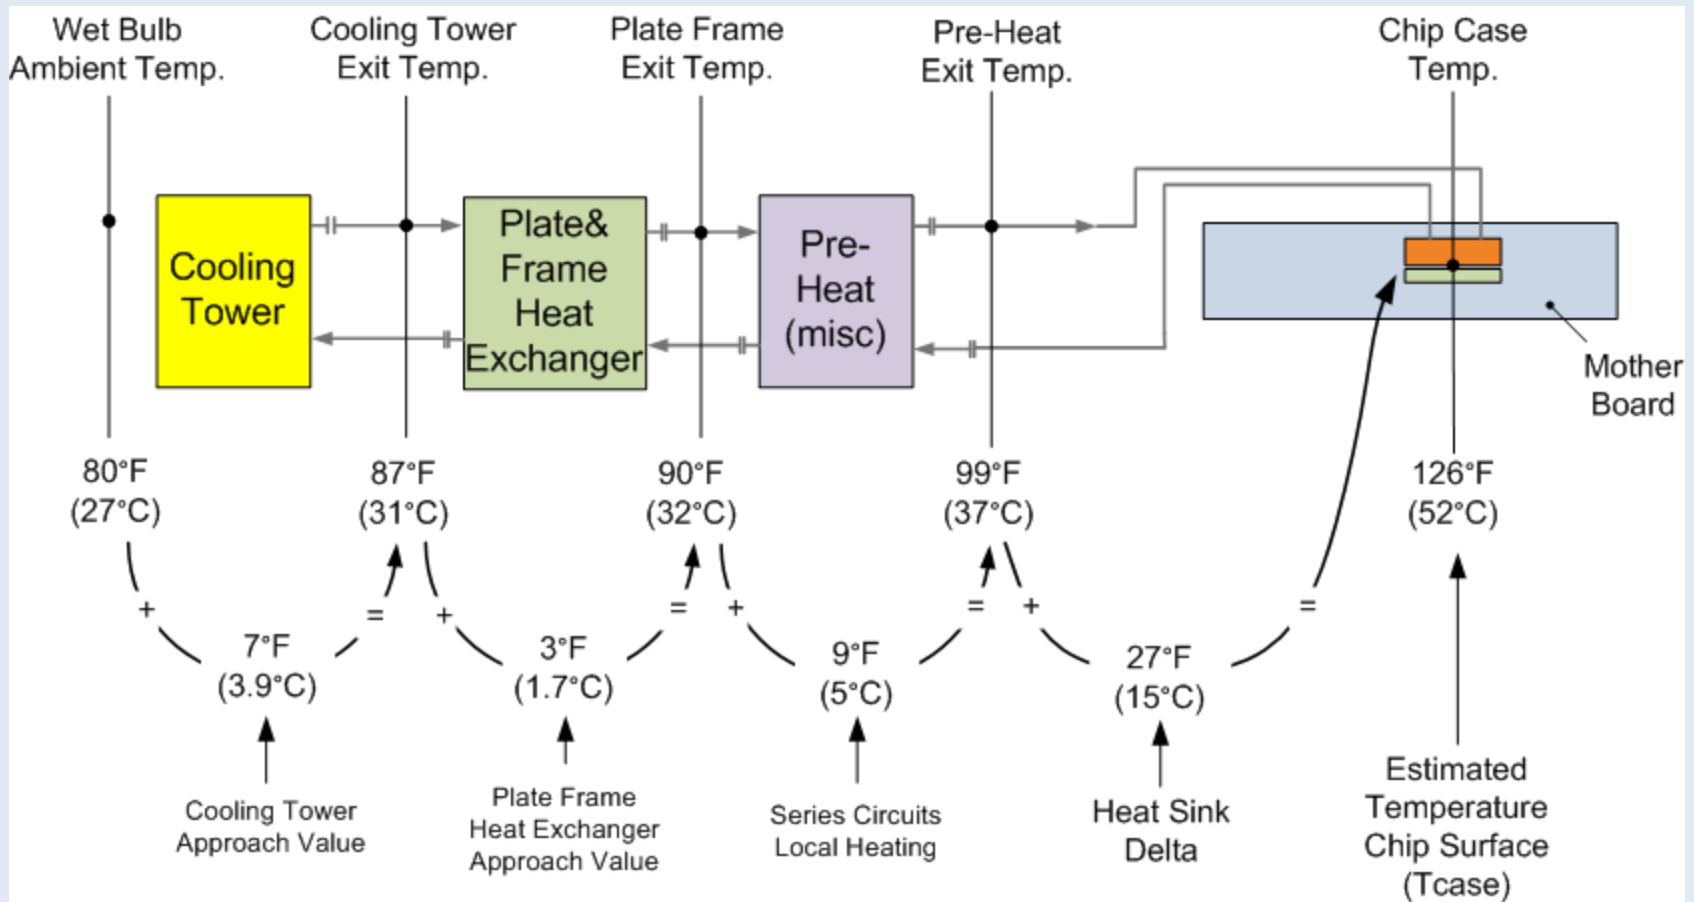 Wet Bulb
Ambient Temp.
Cooling Tower
Exit Temp.
Plate Frame
Exit Temp.
Pre-Heat
Exit Temp.
Chip Case
Temp.
Cooling
Tower
Plate&
Frame
Heat
Exchanger
Pre-
Heat
(misc)
Mother
Board
80°F
(27°C)
87°F
(31°C)
90°F
(32°C)
99°F
(37°C)
126°F
(52°C)
+
=
+
=
+
=
+
=
7°F
(3.9°C)
3°F
(1.7°C)
9°F
(5°C)
27°F
(15°C)
Cooling Tower
Approach Value
Plate Frame
Heat Exchanger
Approach Value
Series Circuits
Local Heating
Heat Sink
Delta
Estimated
Temperature
Chip Surface
(Tcase)